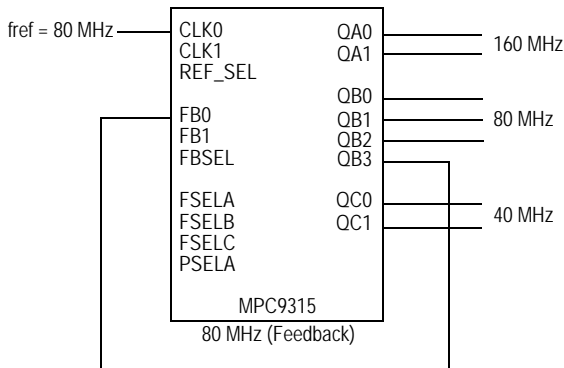 fref = 80 MHz
CLK0
CLK1
REF_SEL
FB0
FB1
FBSEL
FSELA
FSELB
FSELC
PSELA
QA0
QA1
160 MHz
QB0
QB1
QB2
QB3
80 MHz
QC0
QC1
40 MHz
MPC9315
80 MHz (Feedback)